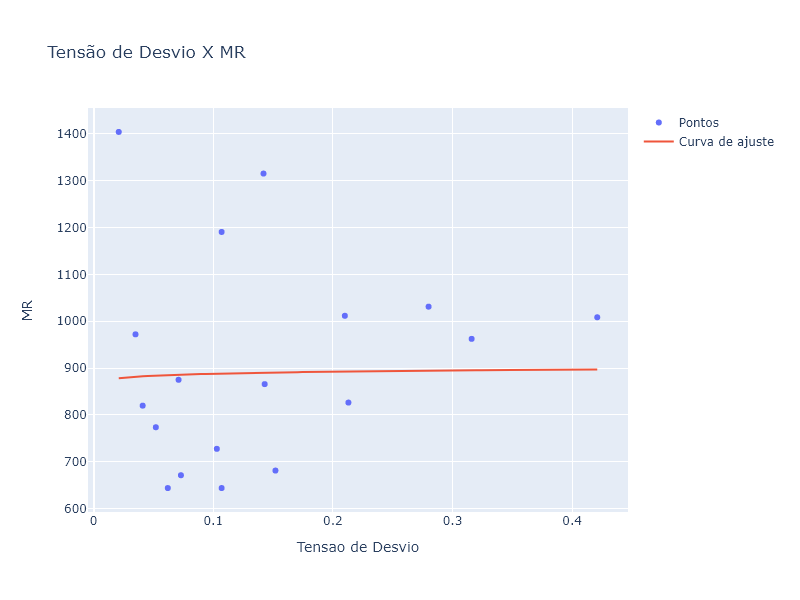 Tensão de Desvio X MR
Pontos
Curva de ajuste
1400
1300
1200
1100
1000
900
800
700
600
MR
0
0.1
0.2
0.3
0.4
Tensao de Desvio